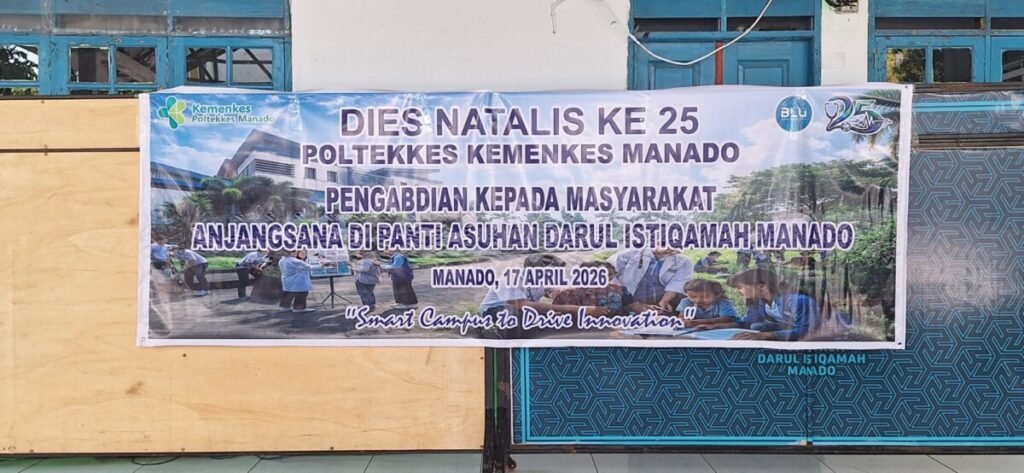 Kemenkes
Poltekkes Manado
BLU
25
DIES NATALIS KE 25
POLTEKKES KEMENKES MANADO
PENGABDIAN KEPADA MASYARAKAT
ANJANGSANA DI PANTI ASUHAN DARUL ISTIQAMAH MANADO
MANADO, 17 APRIL 2026
"Smart Campus to Drive Innovation"
DARUL ISTIQAMAH
MANADO